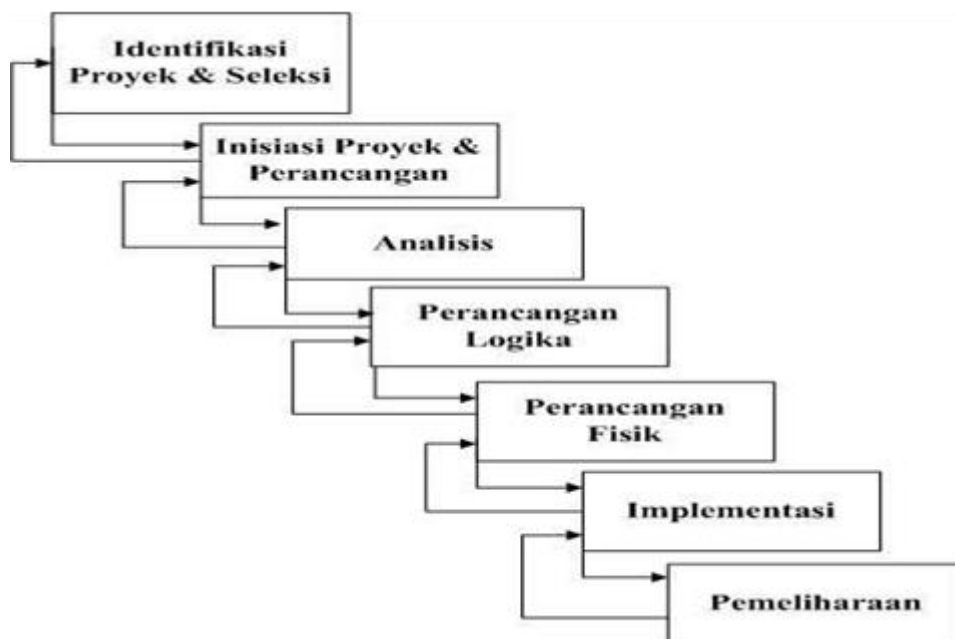 Identifikasi
Proyek & Seleksi
Inisiasi Proyek &
Perancangan
Analisis
Perancangan
Logika
Perancangan
Fisik
Implementasi
Pemeliharaan